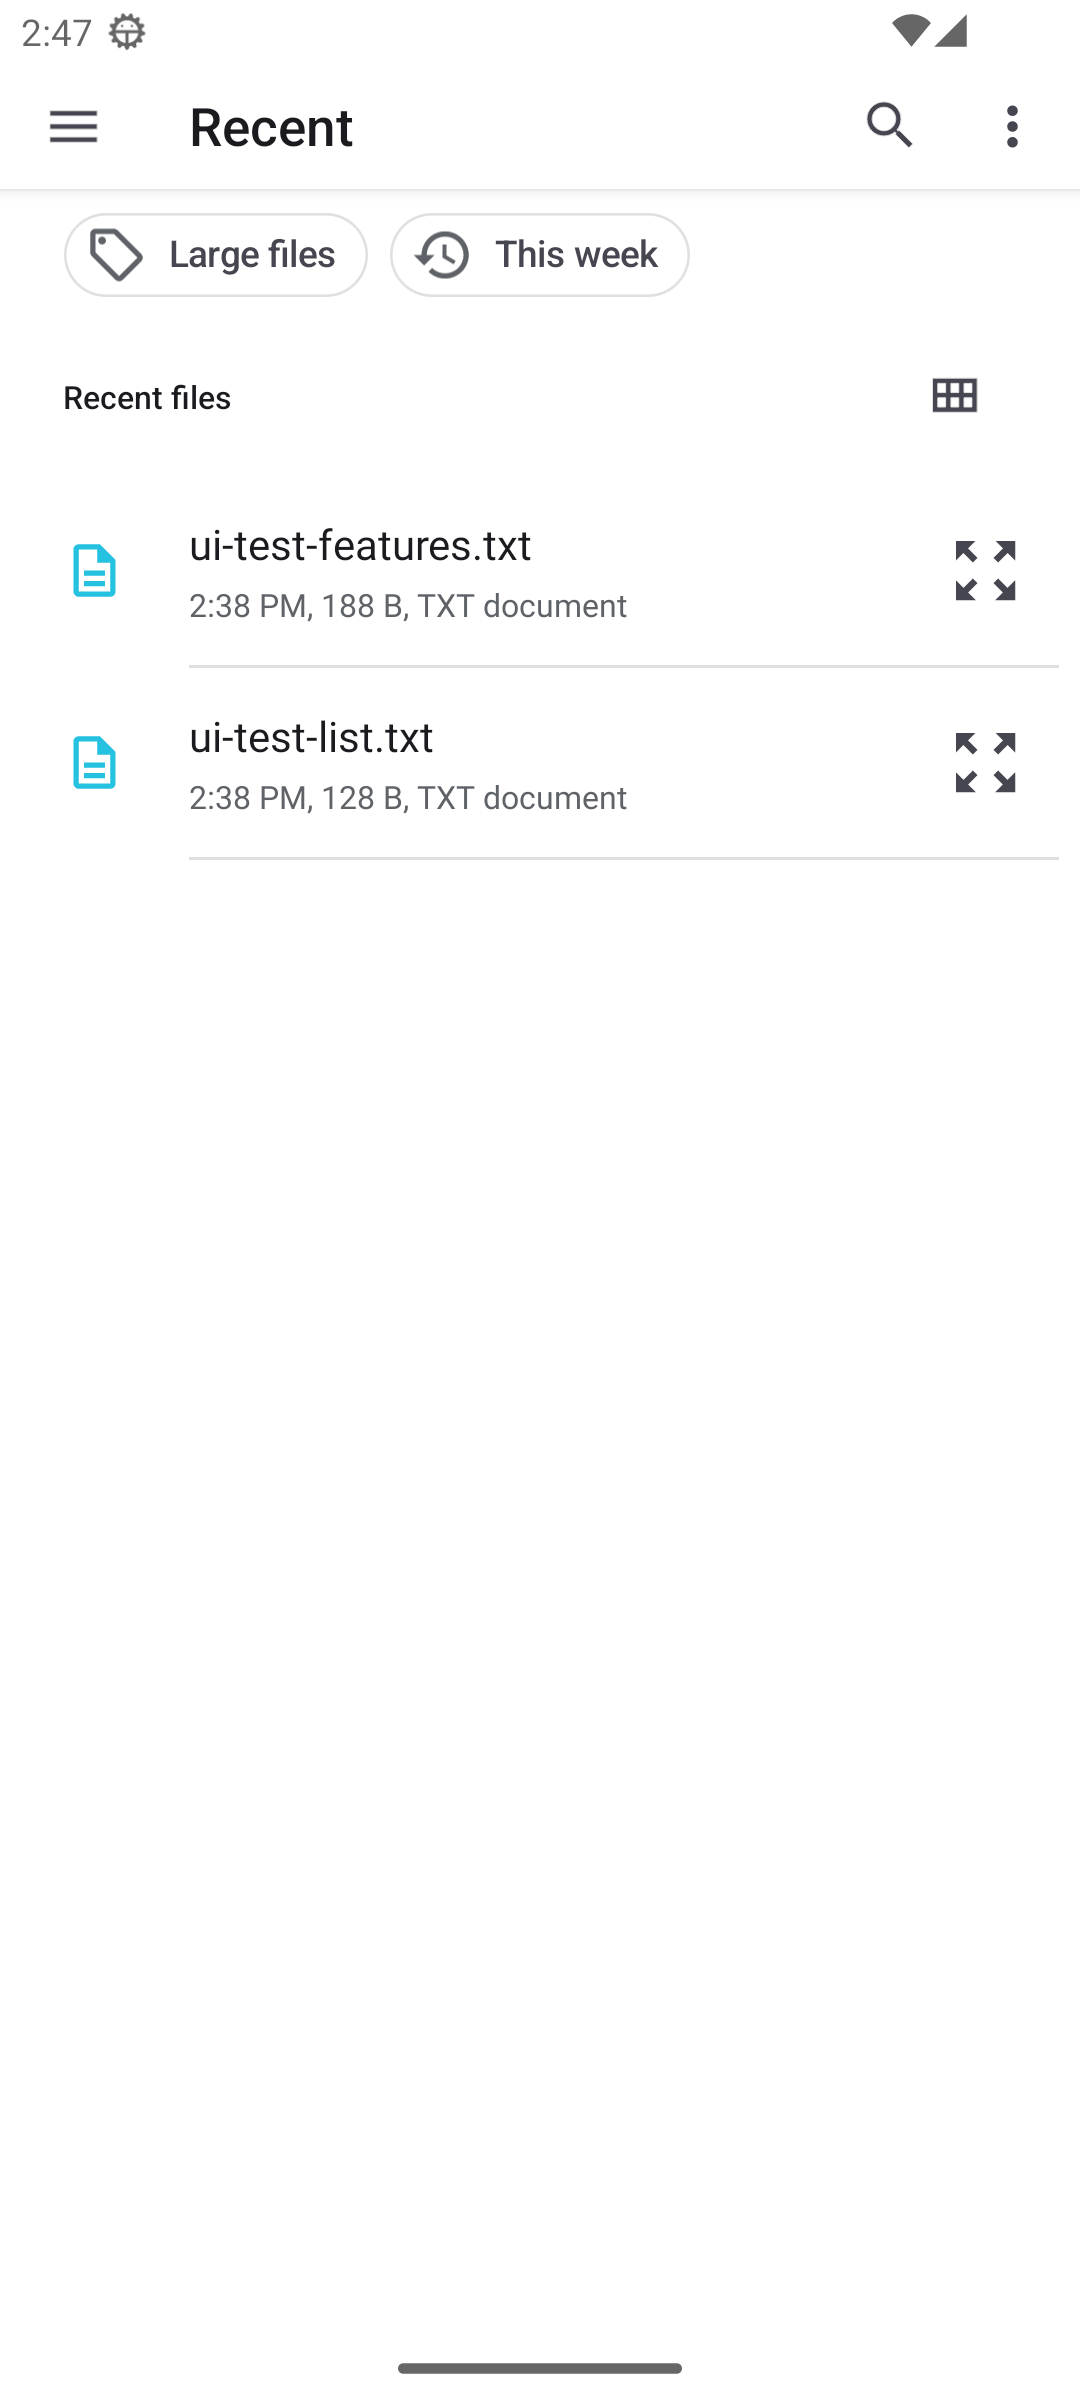 2:47
Recent
Large files
This week
Recent files
ui-test-features.txt
2:38 PM, 188 B, TXT document
ui-test-list.txt
2:38 PM, 128 B, TXT document